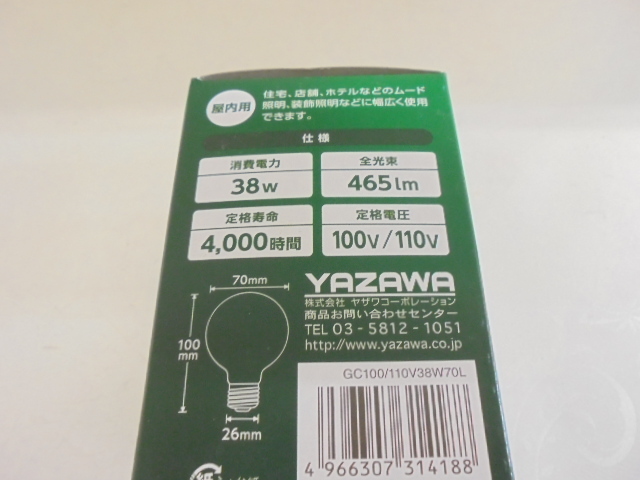 屋内用
住宅、店舗、ホテルなどのムード
照明、装飾照明などに幅広く使用
できます。
仕様
消費電力
38W
全光束
465lm
定格寿命
4,000時間
定格電圧
100V/110V
70mm
100
mm
26mm
YAZAWA
株式会社 ヤザワコーポレーション
商品お問い合わせセンター
TEL 03-5812-1051
http://www.yazawa.co.jp
GC100/110V38W70L
4 966307 314188